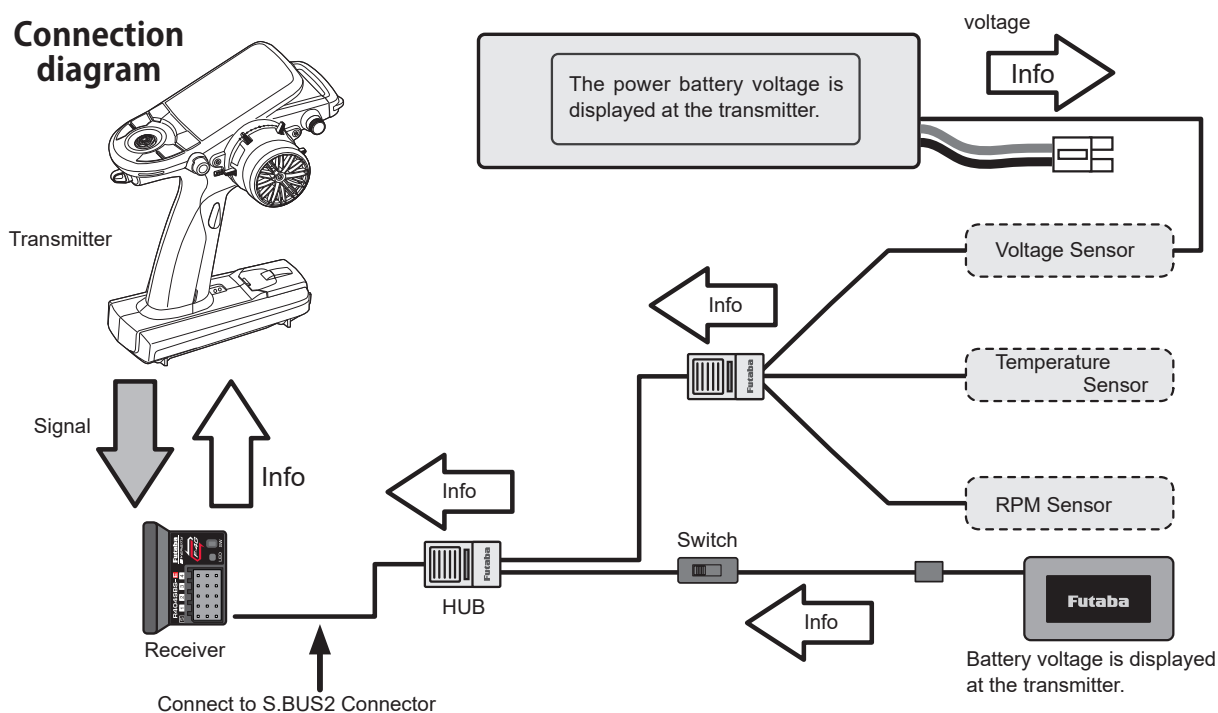 Connection
diagram
voltage
Info
The power battery voltage is
displayed at the transmitter.
Transmitter
Voltage Sensor
Info
Futaba
Temperature
Sensor
Signal
Info
Info
RPM Sensor
Switch
Futaba
HUB
Futaba
R404SBS-E
Receiver
Info
Futaba
Battery voltage is displayed
at the transmitter.
Connect to S.BUS2 Connector